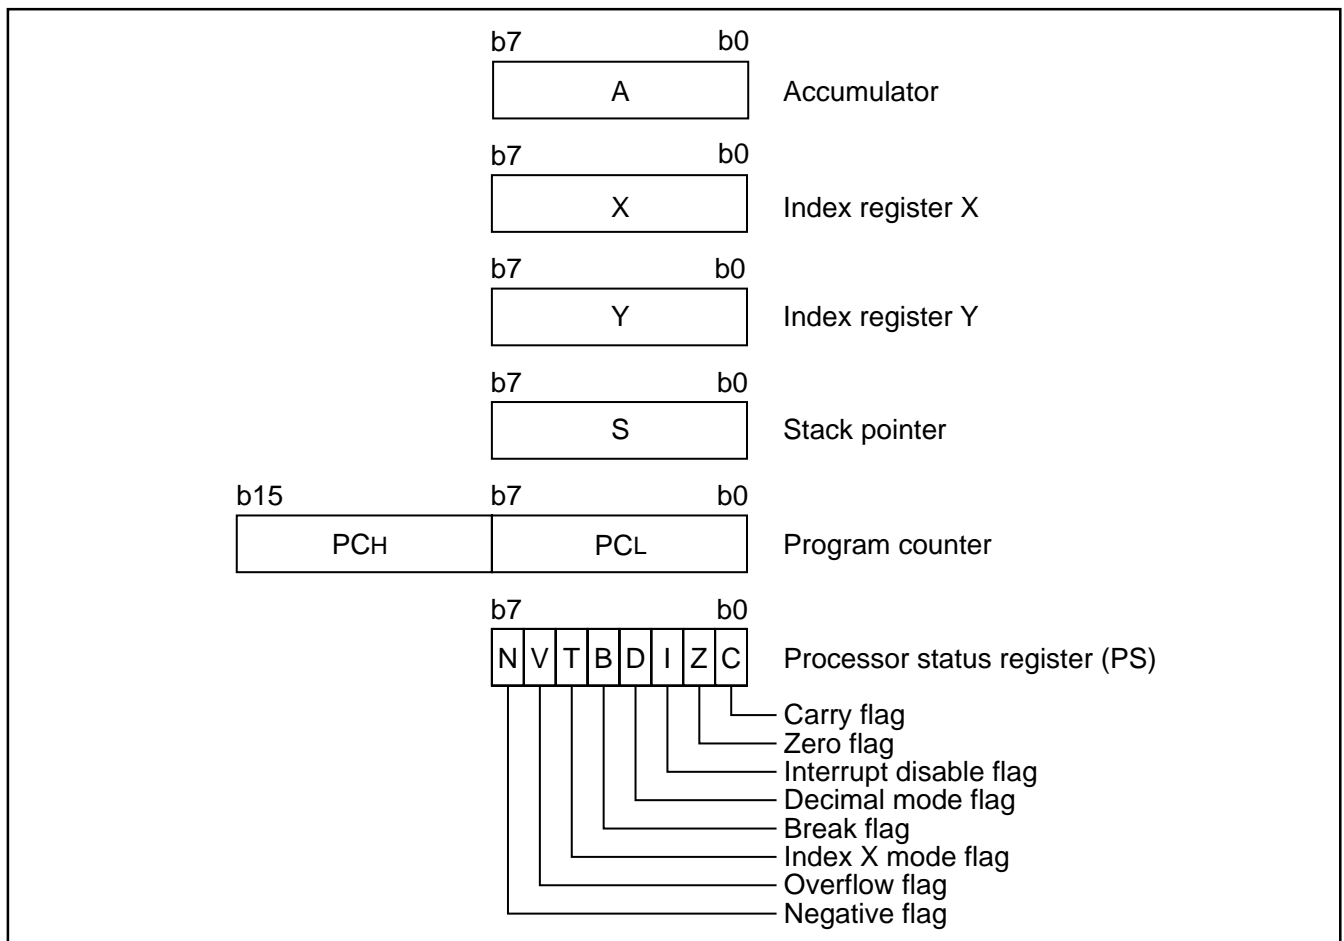 b7 b0
A Accumulator
b7 b0
X Index register X
b7 b0
Y Index register Y
b7 b0
S Stack pointer
b15 b7 b0
PCH PCL Program counter
b7 b0
N V T B D I Z C Processor status register (PS)
Carry flag
Zero flag
Interrupt disable flag
Decimal mode flag
Break flag
Index X mode flag
Overflow flag
Negative flag